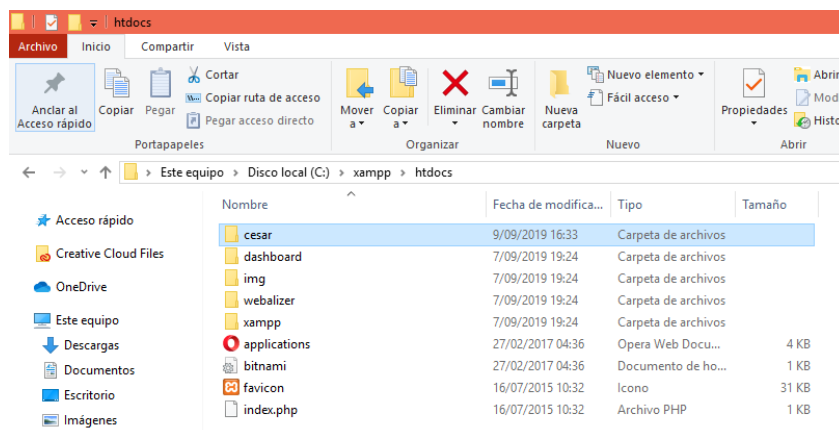 htdocs
Archivo Inicio Compartir Vista
Anclar al Acceso rápido
Copiar
Pegar
Cortar
Copiar ruta de acceso
Pegar acceso directo
Mover a
Copiar a
Eliminar
Cambiar nombre
Nueva carpeta
Nuevo elemento
Fácil acceso
Propiedades
Abrir
Mod
Histo
Portapapeles Organizar Nuevo Abrir
Este equipo > Disco local (C:) > xampp > htdocs
Nombre Fecha de modifica... Tipo Tamaño
Acceso rápido
Creative Cloud Files
OneDrive
Este equipo
Descargas
Documentos
Escritorio
Imágenes
cesar 9/09/2019 16:33 Carpeta de archivos
dashboard 7/09/2019 19:24 Carpeta de archivos
img 7/09/2019 19:24 Carpeta de archivos
webalizer 7/09/2019 19:24 Carpeta de archivos
xampp 7/09/2019 19:24 Carpeta de archivos
applications 27/02/2017 04:36 Opera Web Docu... 4 KB
bitnami 27/02/2017 04:36 Documento de ho... 1 KB
favicon 16/07/2015 10:32 Icono 31 KB
index.php 16/07/2015 10:32 Archivo PHP 1 KB